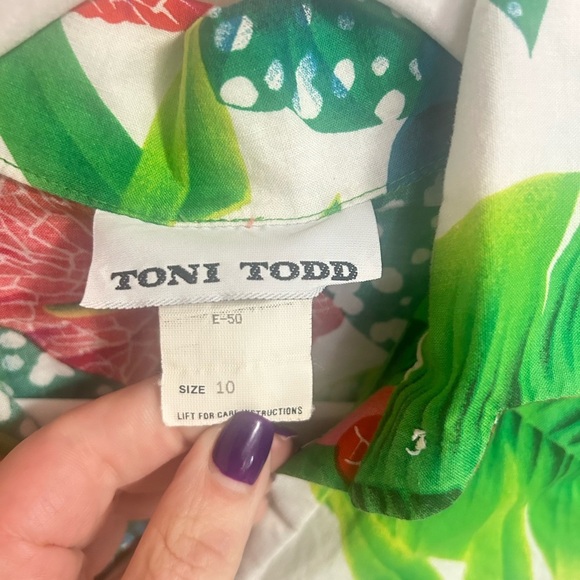 TONI TODD
E-50
SIZE 10
LIFT FOR CARE INSTRUCTIONS